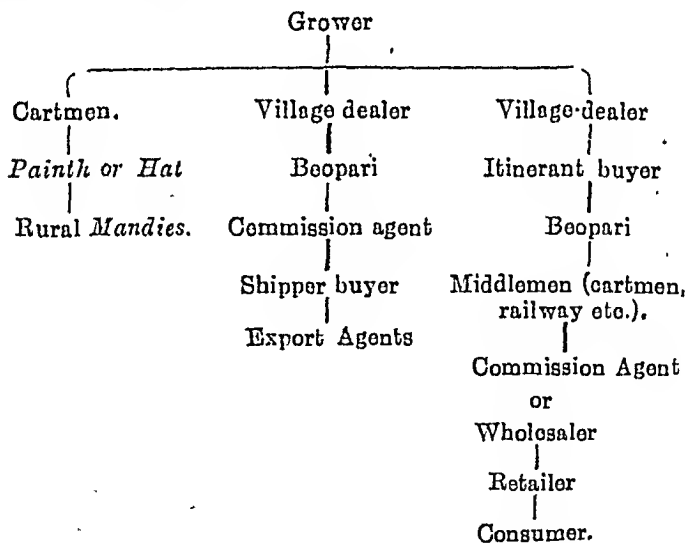 Grower
Cartmen. Village dealer Village-dealer
Painth or Hat Beopari Itinerant buyer
Rural Mandies. Commission agent Beopari
Shipper buyer Middlemen (cartmen,
railway etc.).
Export Agents
Commission Agent
or
Wholesaler
Retailer
Consumer.